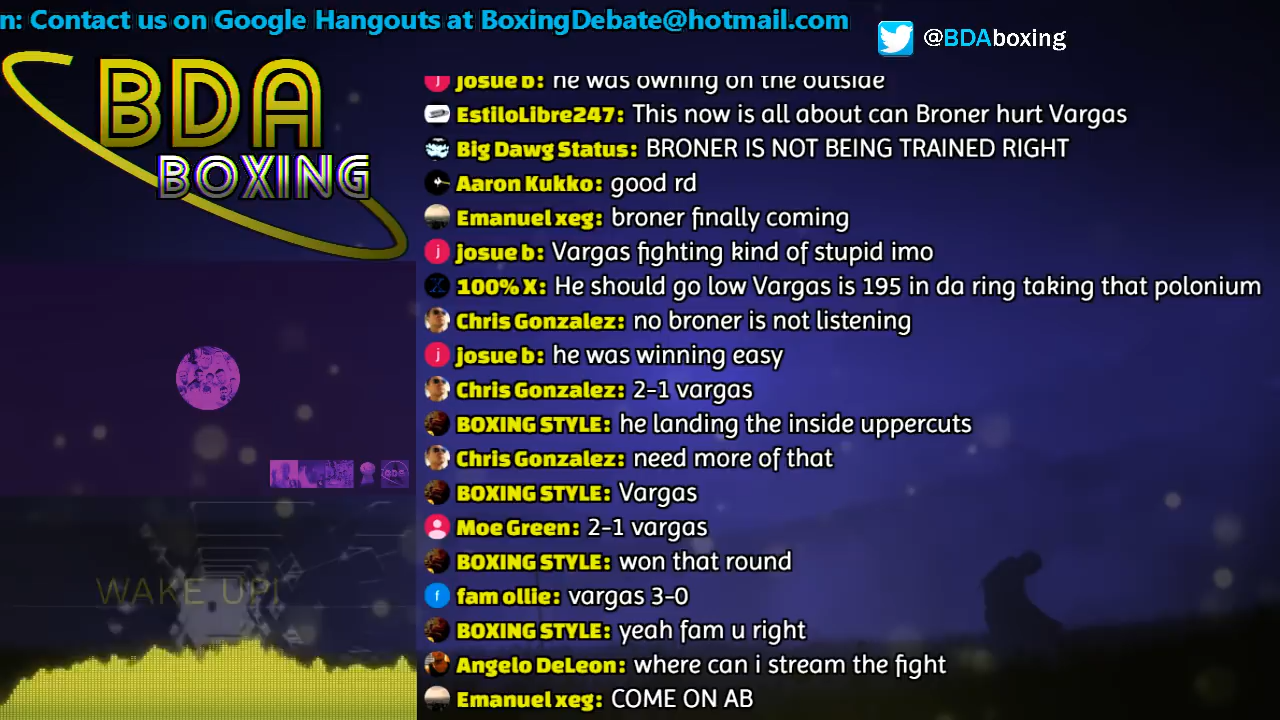 n: Contact us on Google Hangouts at BoxingDebate@hotmail.com
@BDAboxing
BDA
BOXING
josue b: he was owning on the outside
EstiloLibre247: This now is all about can Broner hurt Vargas
Big Dawg Status: BRONER IS NOT BEING TRAINED RIGHT
Aaron Kukko: good rd
Emanuel xeg: broner finally coming
josue b: Vargas fighting kind of stupid imo
100% X: He should go low Vargas is 195 in da ring taking that polonium
Chris Gonzalez: no broner is not listening
josue b: he was winning easy
Chris Gonzalez: 2-1 vargas
BOXING STYLE: he landing the inside uppercuts
Chris Gonzalez: need more of that
BOXING STYLE: Vargas
Moe Green: 2-1 vargas
BOXING STYLE: won that round
fam ollie: vargas 3-0
BOXING STYLE: yeah fam u right
Angelo DeLeon: where can i stream the fight
Emanuel xeg: COME ON AB
WAKE UP!